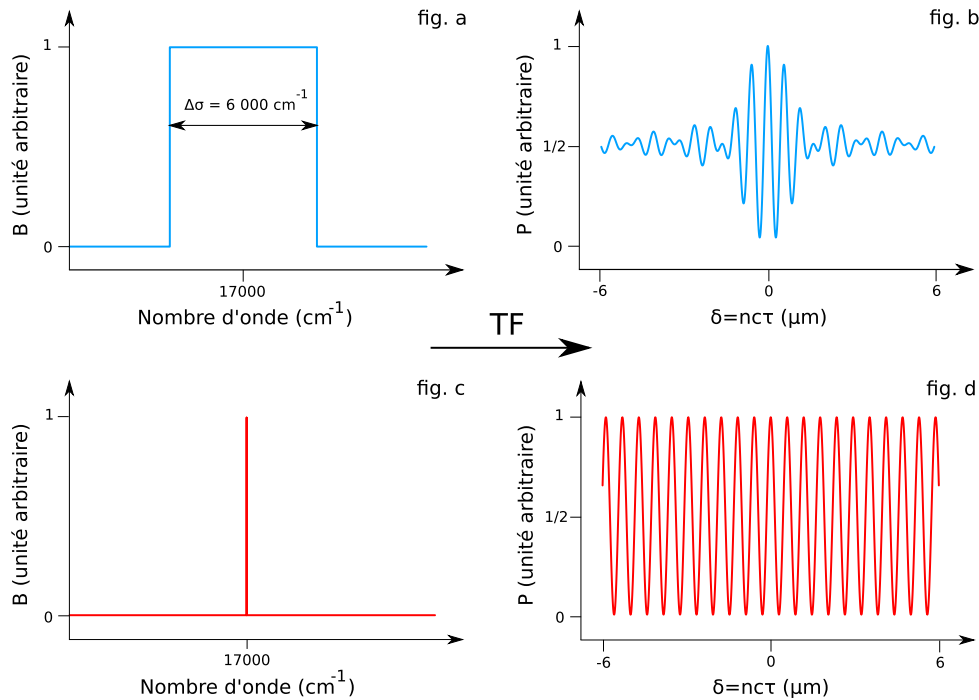 fig. a
B (unité arbitraire)
1
Δσ = 6 000 cm-1
0
17000
Nombre d'onde (cm-1)
fig. b
P (unité arbitraire)
1
1/2
0
-6
0
6
δ=ncτ (μm)
TF
fig. c
B (unité arbitraire)
1
0
17000
Nombre d'onde (cm-1)
fig. d
P (unité arbitraire)
1
1/2
0
-6
0
6
δ=ncτ (μm)